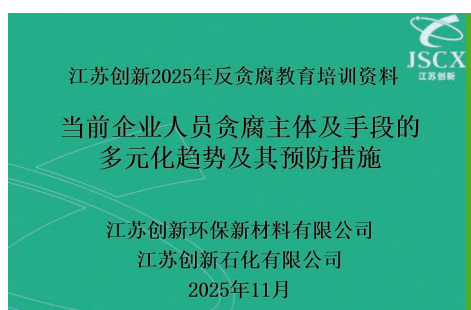 JSCX
江苏创新
江苏创新2025年反贪腐教育培训资料
当前企业人员贪腐主体及手段的
多元化趋势及其预防措施
江苏创新环保新材料有限公司
江苏创新石化有限公司
2025年11月